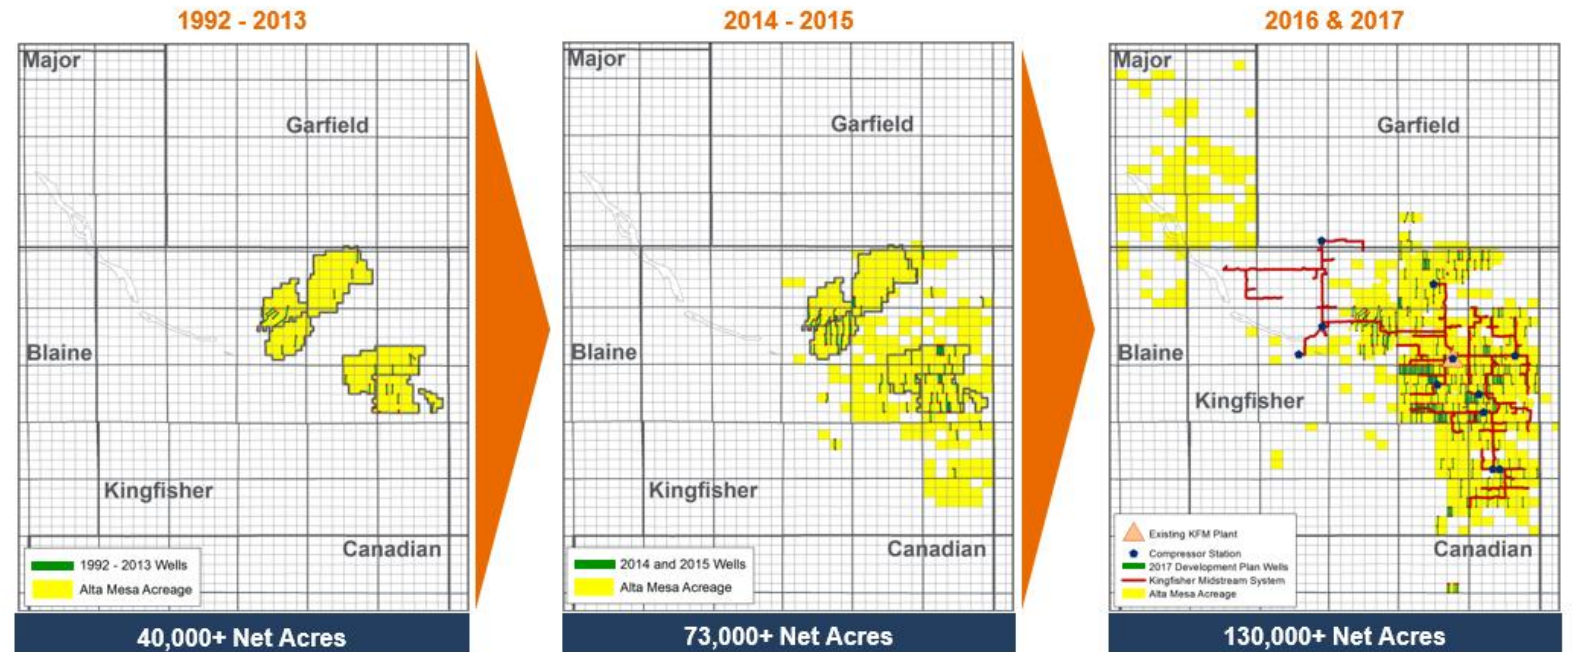 1992 - 2013
Major
Garfield
Blaine
Kingfisher
Canadian
1992 - 2013 Wells
Alta Mesa Acreage
40,000+ Net Acres
2014 - 2015
Major
Garfield
Blaine
Kingfisher
Canadian
2014 and 2015 Wells
Alta Mesa Acreage
73,000+ Net Acres
2016 & 2017
Major
Garfield
Blaine
Kingfisher
Existing KFM Plant
Compressor Station
2017 Development Plan Wells
Kingfisher Midstream System
Alta Mesa Acreage
Canadian
130,000+ Net Acres